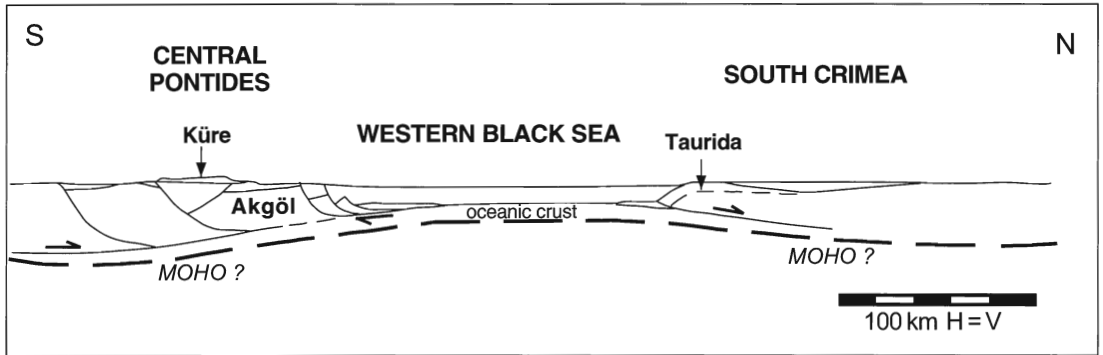 S
N
CENTRAL
PONTIDES
SOUTH CRIMEA
Küre
WESTERN BLACK SEA
Taurida
Akgöl
oceanic crust
MOHO ?
MOHO ?
100 km H = V